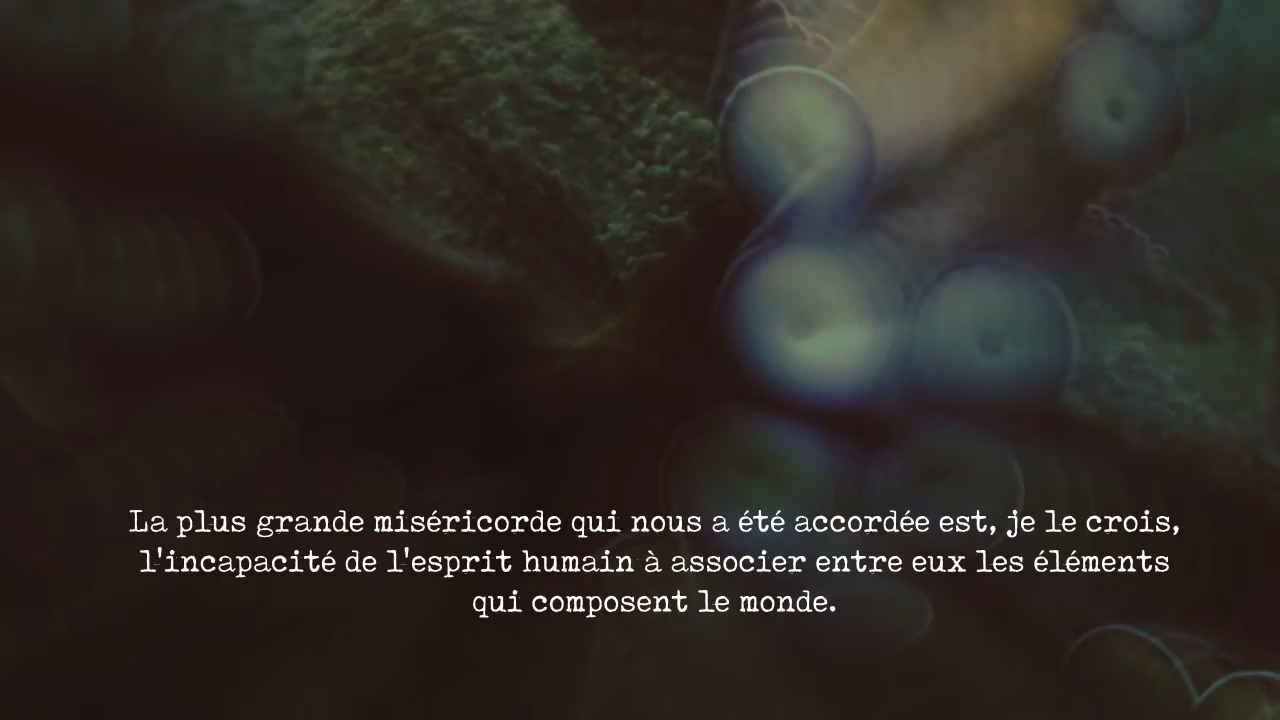 La plus grande miséricorde qui nous a été accordée est, je le crois,
l'incapacité de l'esprit humain à associer entre eux les éléments
qui composent le monde.